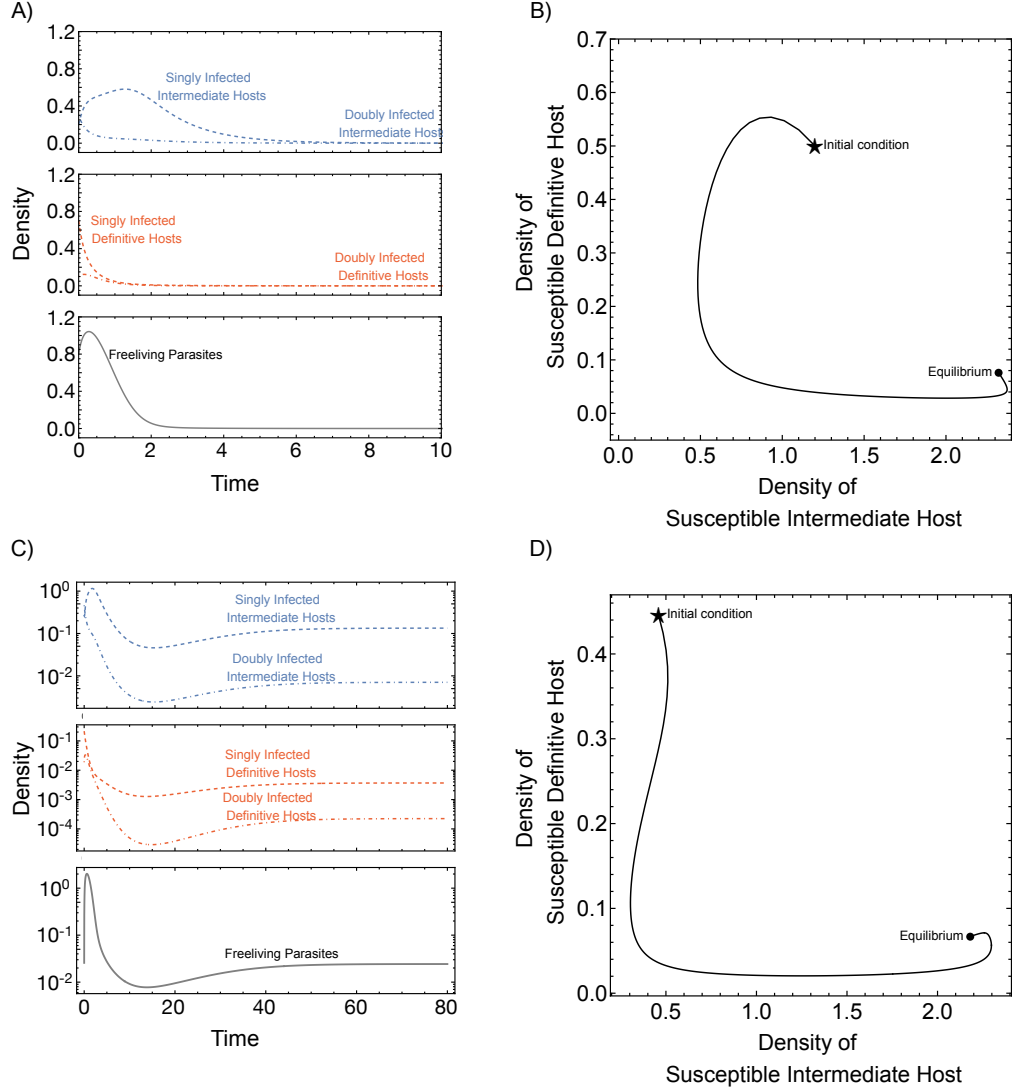 A)
1.2
0.8
0.4
0.0
Singly Infected
Intermediate Hosts
Doubly Infected
Intermediate Host
1.2
0.8
0.4
0.0
Singly Infected
Definitive Hosts
Doubly Infected
Definitive Hosts
Density
1.2
0.8
0.4
0.0
Freeliving Parasites
0 2 4 6 8 10
Time
B)
0.7
0.6
0.5
0.4
0.3
0.2
0.1
0.0
Density of
Susceptible Definitive Host
Initial condition
Equilibrium
0.0 0.5 1.0 1.5 2.0
Density of
Susceptible Intermediate Host
C)
10^0
10^-1
10^-2
Singly Infected
Intermediate Hosts
Doubly Infected
Intermediate Hosts
10^-1
10^-2
10^-3
10^-4
Singly Infected
Definitive Hosts
Doubly Infected
Definitive Hosts
Density
10^0
10^-1
10^-2
Freeliving Parasites
0 20 40 60 80
Time
D)
0.4
0.3
0.2
0.1
0.0
Density of
Susceptible Definitive Host
Initial condition
Equilibrium
0.5 1.0 1.5 2.0
Density of
Susceptible Intermediate Host